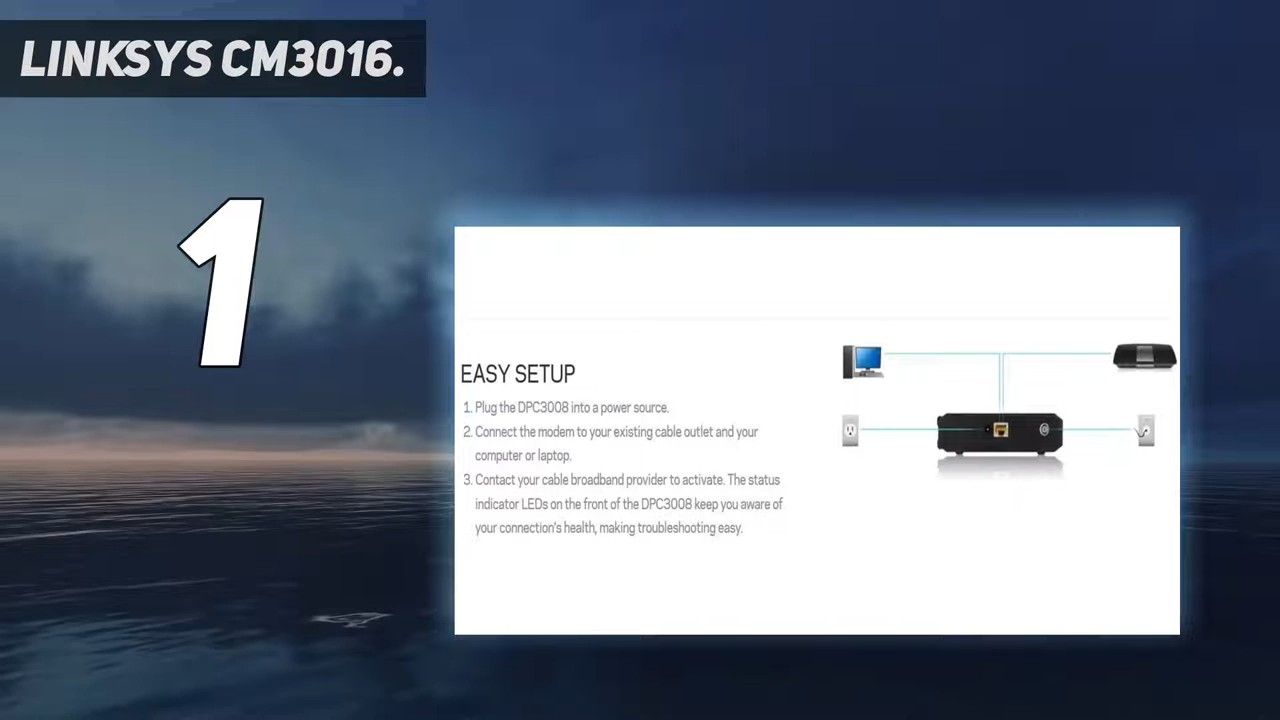 LINKSYS CM3016.
1
EASY SETUP
1. Plug the DPC3008 into a power source.
2. Connect the modem to your existing cable outlet and your
computer or laptop.
3. Contact your cable broadband provider to activate. The status
indicator LEDs on the front of the DPC3008 keep you aware of
your connection's health, making troubleshooting easy.